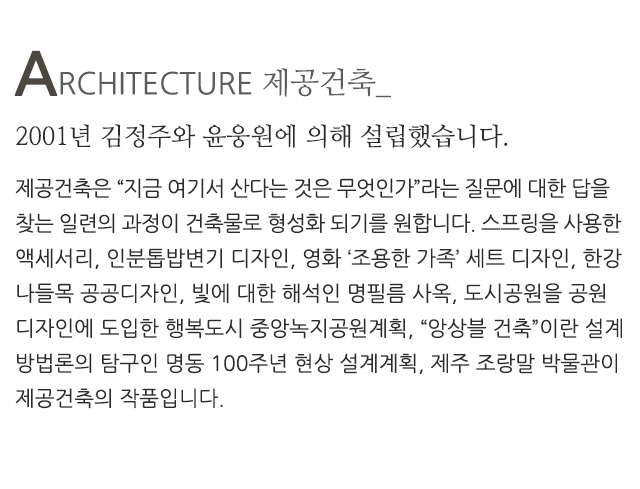 ARCHITECTURE 제공건축_
2001년 김정주와 윤웅원에 의해 설립했습니다.
제공건축은 “지금 여기서 산다는 것은 무엇인가”라는 질문에 대한 답을
찾는 일련의 과정이 건축물로 형성화 되기를 원합니다. 스프링을 사용한
액세서리, 인분톱밥변기 디자인, 영화 ‘조용한 가족’ 세트 디자인, 한강
나들목 공공디자인, 빛에 대한 해석인 명필름 사옥, 도시공원을 공원
디자인에 도입한 행복도시 중앙녹지공원계획, “앙상블 건축”이란 설계
방법론의 탐구인 명동 100주년 현상 설계계획, 제주 조랑말 박물관이
제공건축의 작품입니다.